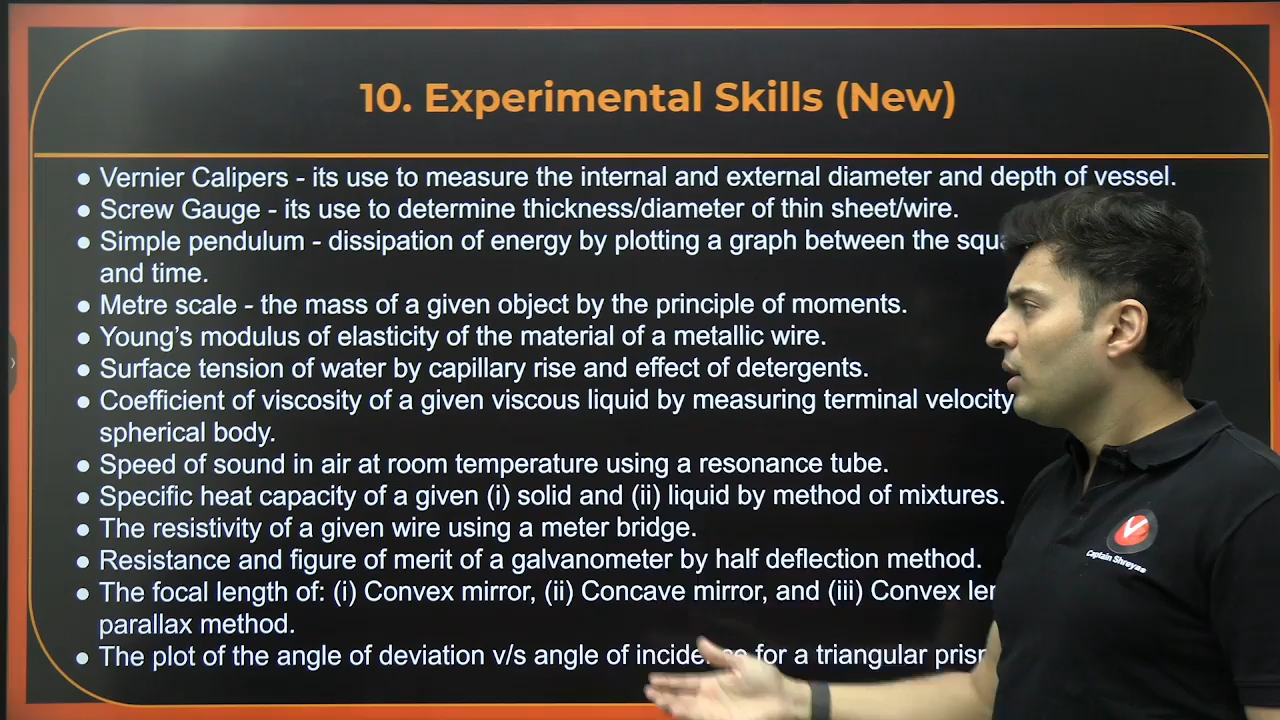 10. Experimental Skills (New)
● Vernier Calipers - its use to measure the internal and external diameter and depth of vessel.
● Screw Gauge - its use to determine thickness/diameter of thin sheet/wire.
● Simple pendulum - dissipation of energy by plotting a graph between the
and time.
● Metre scale - the mass of a given object by the principle of moments.
● Young's modulus of elasticity of the material of a metallic wire.
● Surface tension of water by capillary rise and effect of detergents.
● Coefficient of viscosity of a given viscous liquid by measuring terminal velocity
spherical body.
● Speed of sound in air at room temperature using a resonance tube.
● Specific heat capacity of a given (i) solid and (ii) liquid by method of mixtures.
● The resistivity of a given wire using a meter bridge.
● Resistance and figure of merit of a galvanometer by half deflection method.
● The focal length of: (i) Convex mirror, (ii) Concave mirror, and (iii) Convex
parallax method.
● The plot of the angle of deviation v/s angle of for a triangular
Captain Shreyas